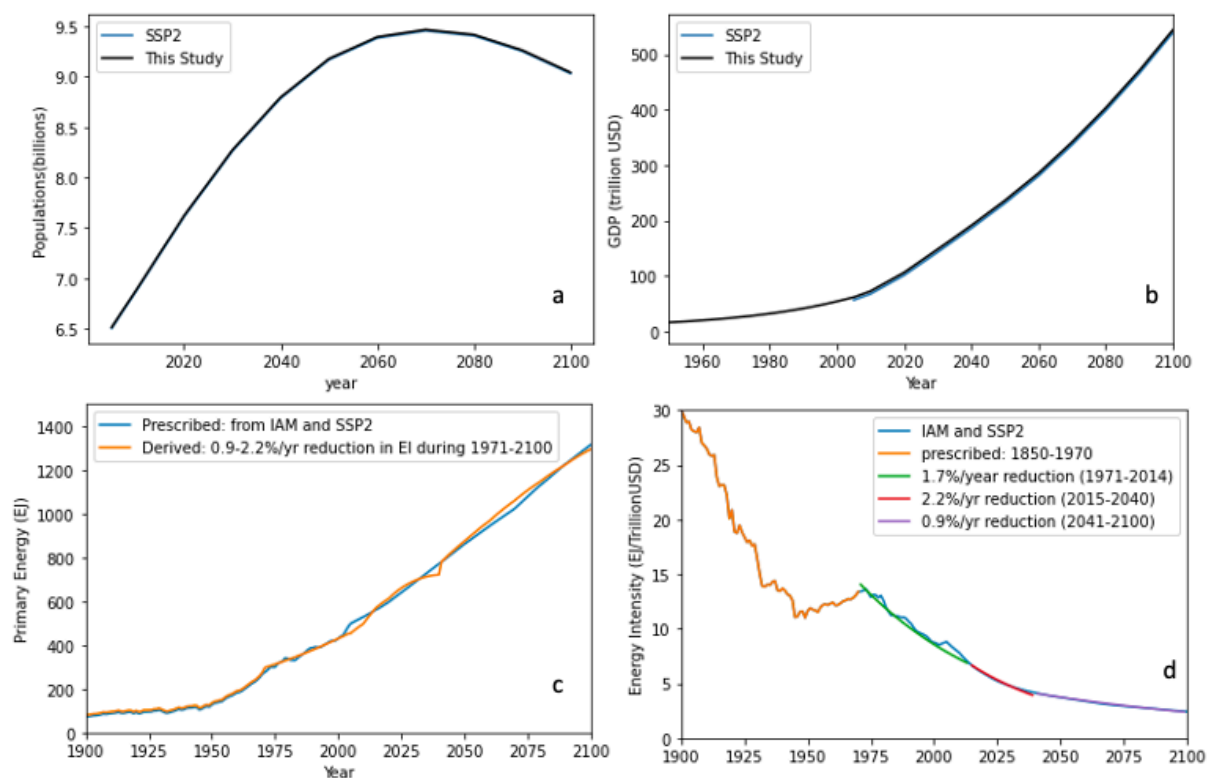 SSP2
This Study
9.5
9.0
8.5
8.0
7.5
7.0
6.5
Populations(billions)
a
2020
2040
2060
2080
2100
year
SSP2
This Study
500
400
300
200
100
0
GDP (trillion USD)
b
1960
1980
2000
2020
2040
2060
2080
2100
Year
Prescribed: from IAM and SSP2
Derived: 0.9-2.2%/yr reduction in EI during 1971-2100
1400
1200
1000
800
600
400
200
0
Primary Energy (EJ)
c
1900
1925
1950
1975
2000
2025
2050
2075
2100
Year
IAM and SSP2
prescribed: 1850-1970
1.7%/year reduction (1971-2014)
2.2%/yr reduction (2015-2040)
0.9%/yr reduction (2041-2100)
30
25
20
15
10
5
0
Energy Intensity (EJ/TrillionUSD)
d
1900
1925
1950
1975
2000
2025
2050
2075
2100